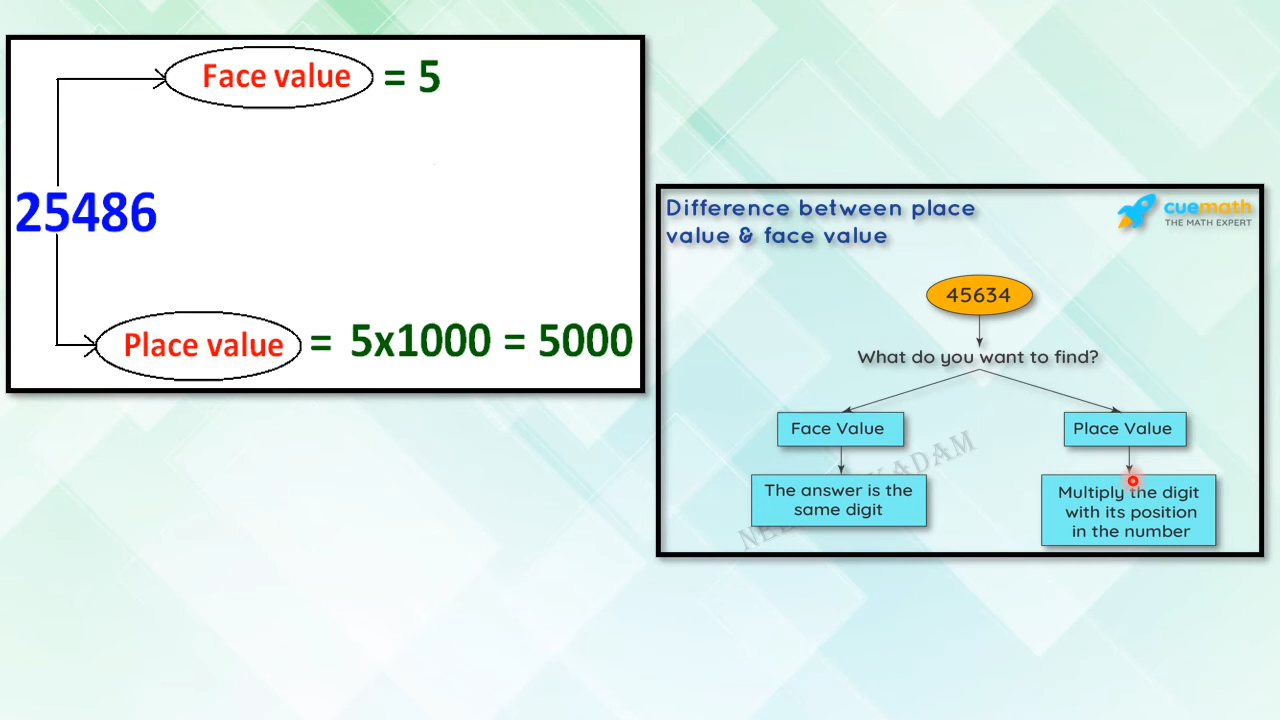 Face value = 5
25486
Place value = 5x1000 = 5000
Difference between place
value & face value
cuemath
THE MATH EXPERT
45634
What do you want to find?
Face Value
Place Value
The answer is the
same digit
Multiply the digit
with its position
in the number
KADAM